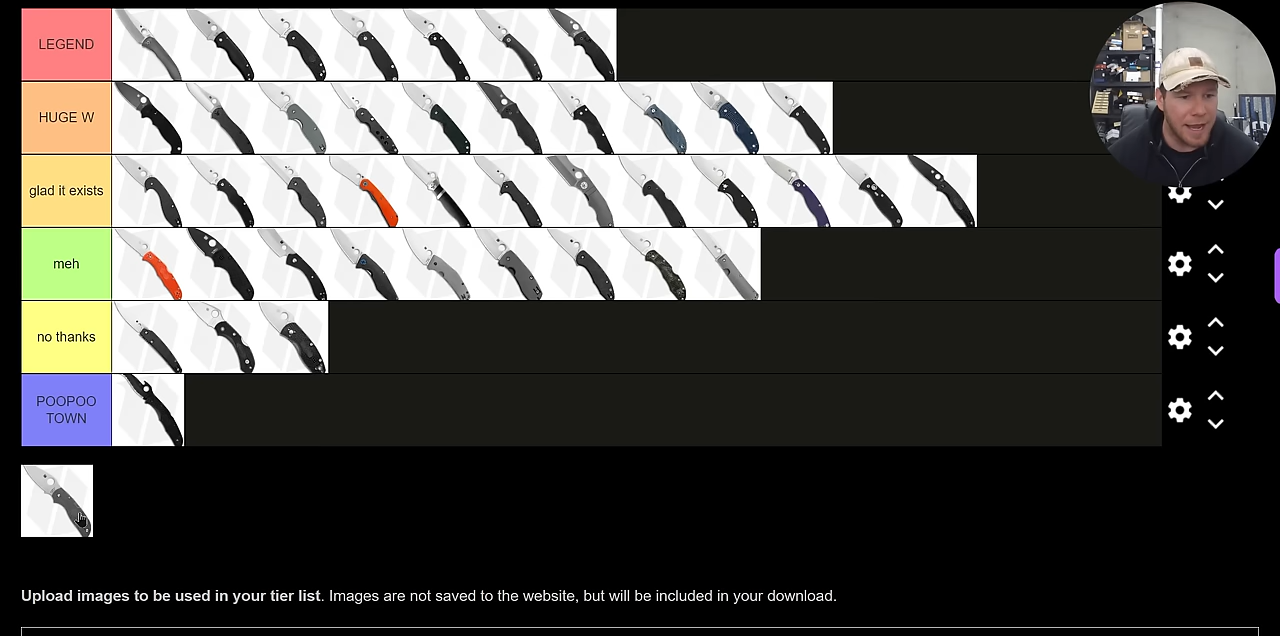 LEGEND
HUGE W
glad it exists
meh
no thanks
POOPOO
TOWN
Upload images to be used in your tier list. Images are not saved to the website, but will be included in your download.